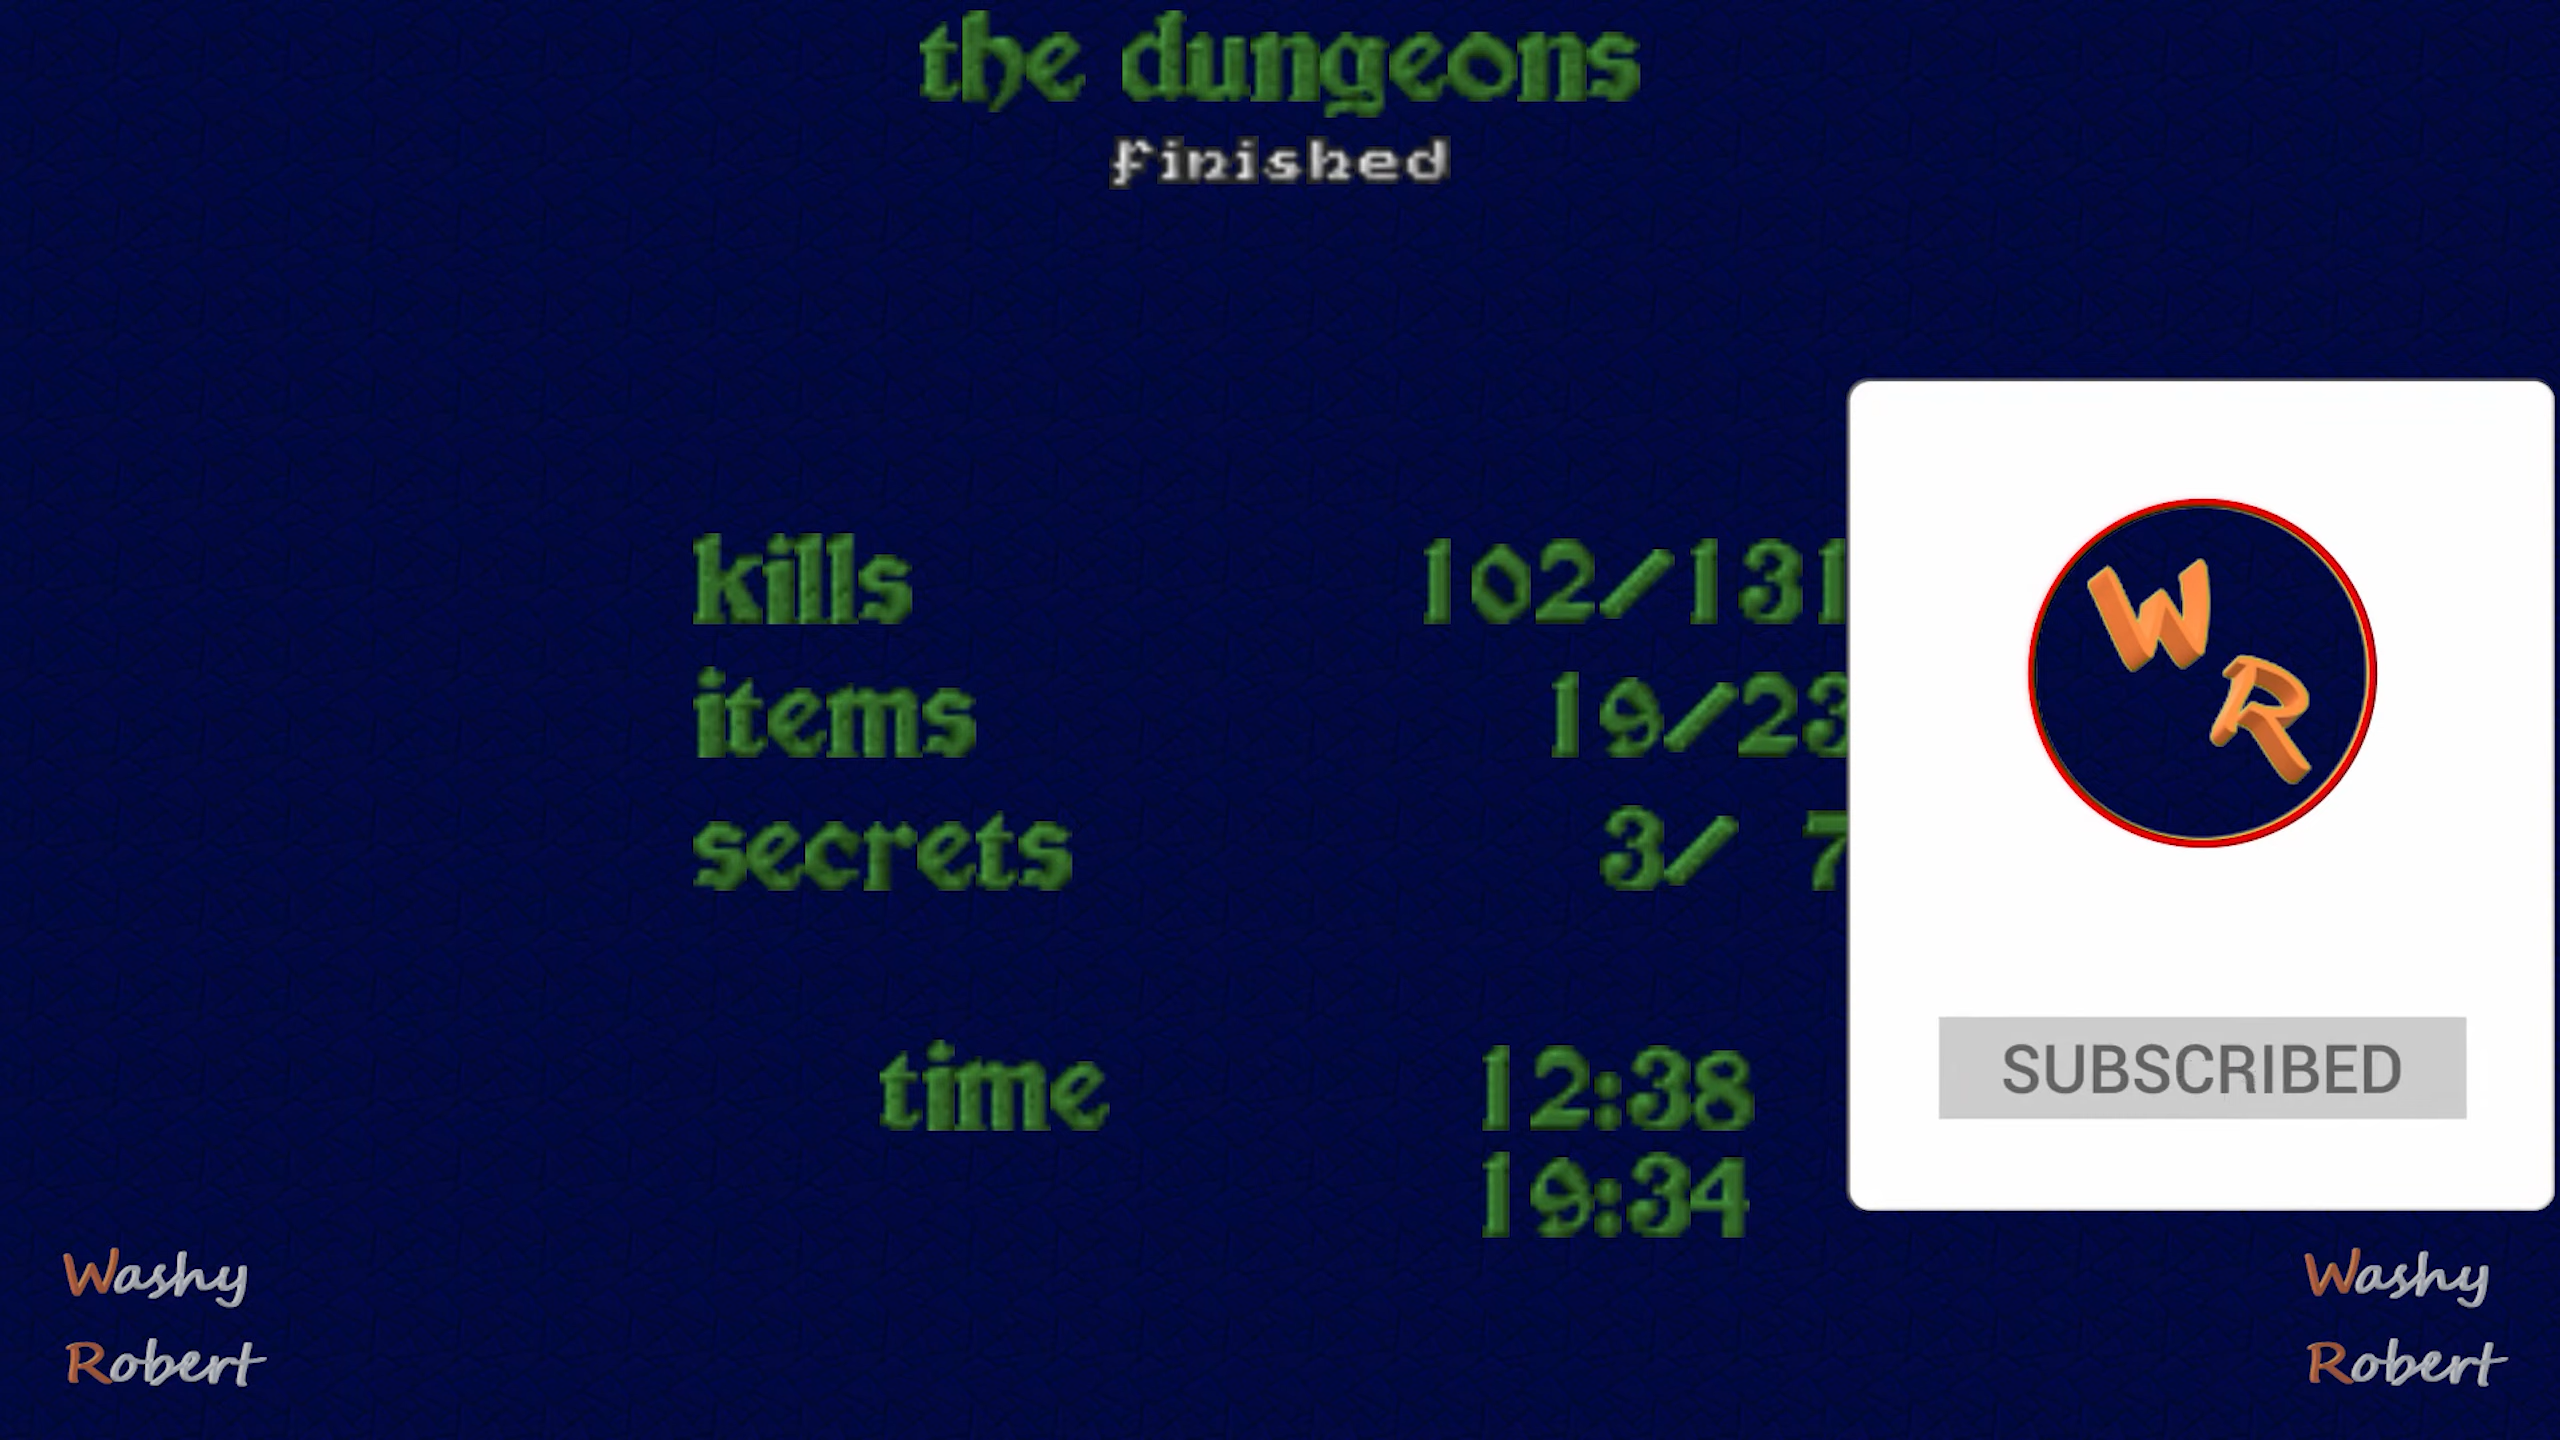 the dungeons
finished
kills 102/131
items 19/23
secrets 3/ 7
time 12:38
19:34
W
R
SUBSCRIBED
Washy
Robert
Washy
Robert